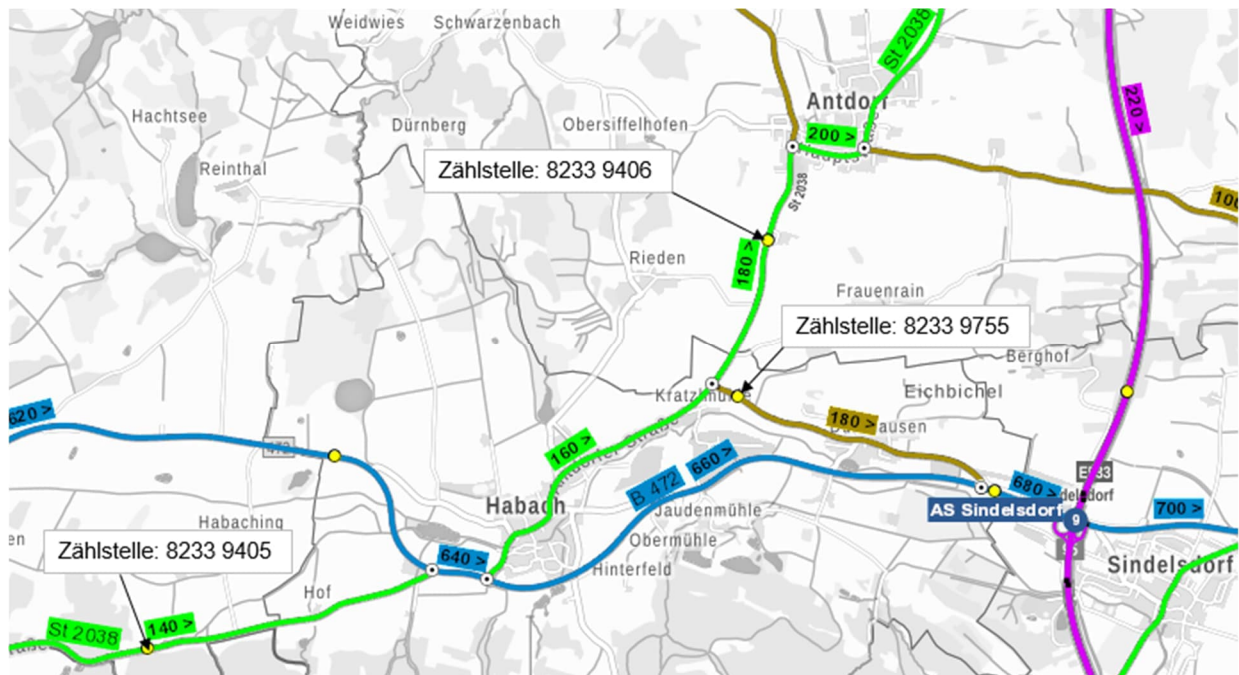 Weidwies
Schwarzenbach
St 2038
Hachtsee
Dürnberg
Obersiffelhofen
Antdorf
200 >
220 >
Reinthal
Zählstelle: 8233 9406
St 2038
180 >
Rieden
Frauenrain
Zählstelle: 8233 9755
Berghof
Eichbichel
620 >
180 >
160 >
472
B 472
660 >
680 >
AS Sindelsdorf
9
700 >
Habach
Jaudenmühle
Obermühle
Habaching
Zählstelle: 8233 9405
640 >
Hinterfeld
Sindelsdorf
Hof
St 2038
140 >